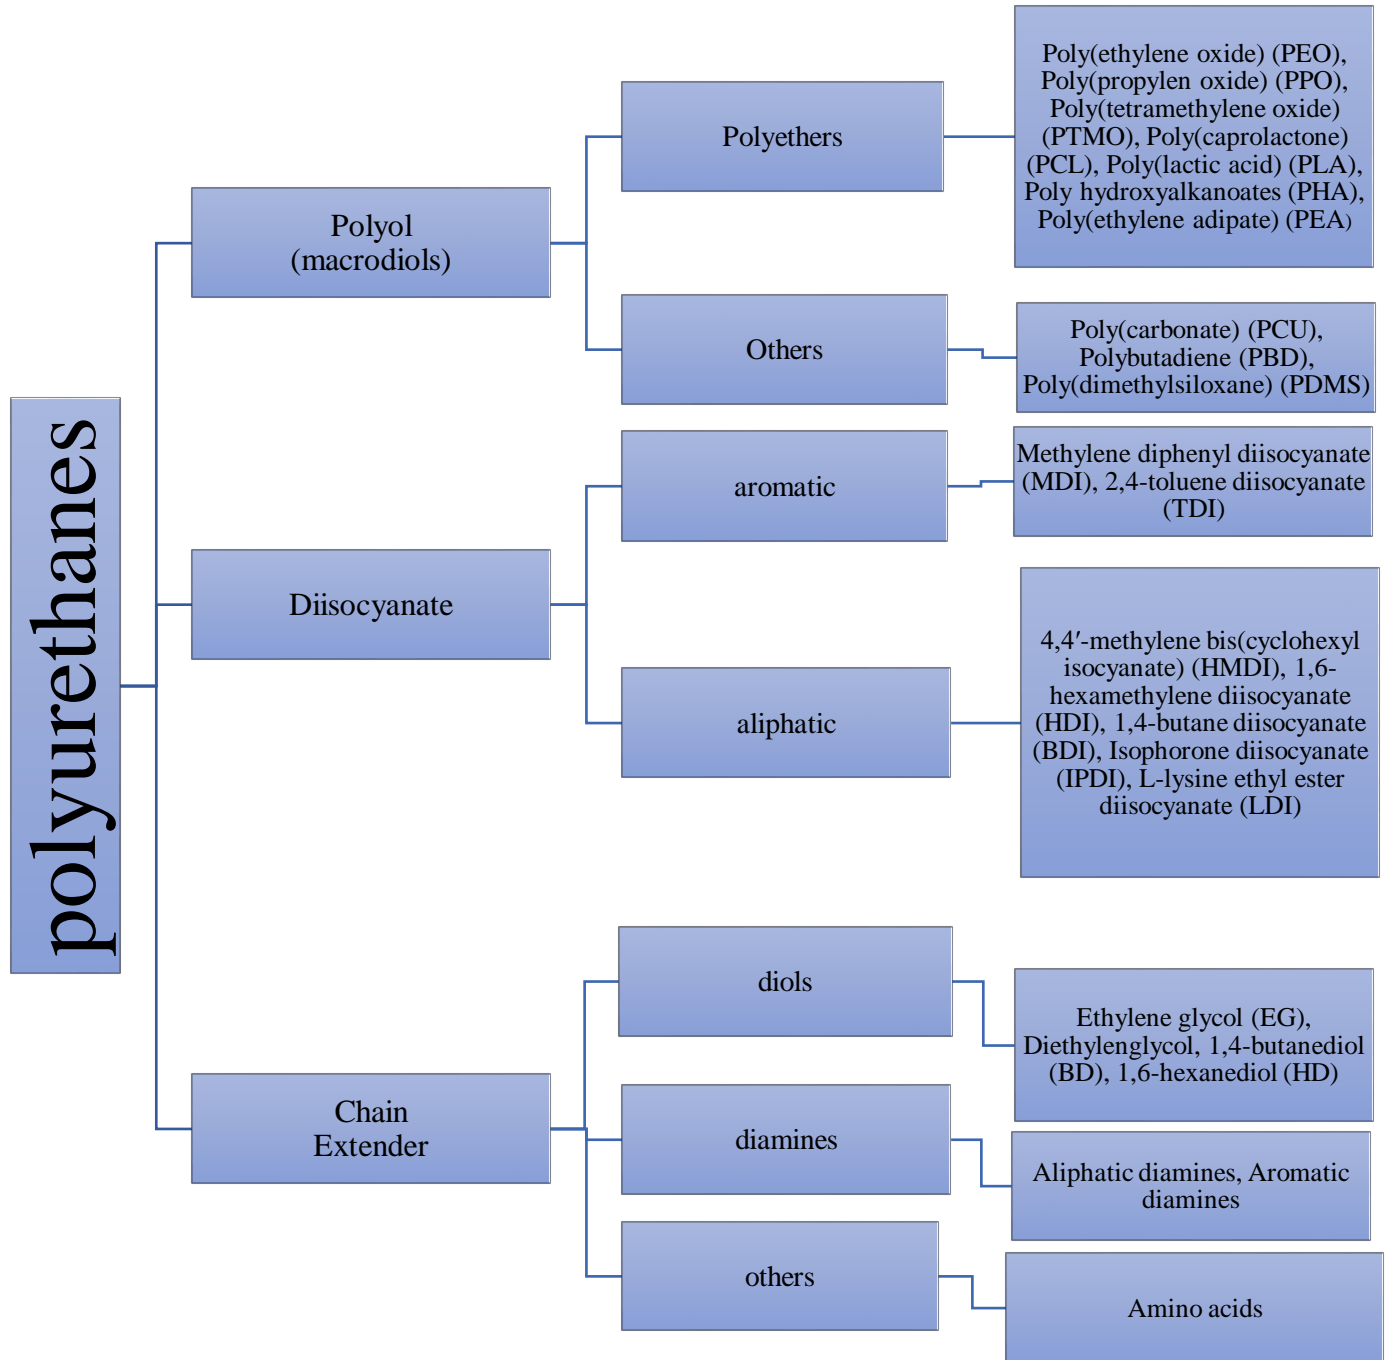 polyurethanes
Polyol
(macrodiols)
Polyethers
Poly(ethylene oxide) (PEO),
Poly(propylen oxide) (PPO),
Poly(tetramethylene oxide)
(PTMO), Poly(caprolactone)
(PCL), Poly(lactic acid) (PLA),
Poly hydroxyalkanoates (PHA),
Poly(ethylene adipate) (PEA)
Others
Poly(carbonate) (PCU),
Polybutadiene (PBD),
Poly(dimethylsiloxane) (PDMS)
Diisocyanate
aromatic
Methylene diphenyl diisocyanate
(MDI), 2,4-toluene diisocyanate
(TDI)
aliphatic
4,4′-methylene bis(cyclohexyl
isocyanate) (HMDI), 1,6-
hexamethylene diisocyanate
(HDI), 1,4-butane diisocyanate
(BDI), Isophorone diisocyanate
(IPDI), L-lysine ethyl ester
diisocyanate (LDI)
Chain
Extender
diols
Ethylene glycol (EG),
Diethylenglycol, 1,4-butanediol
(BD), 1,6-hexanediol (HD)
diamines
Aliphatic diamines, Aromatic
diamines
others
Amino acids